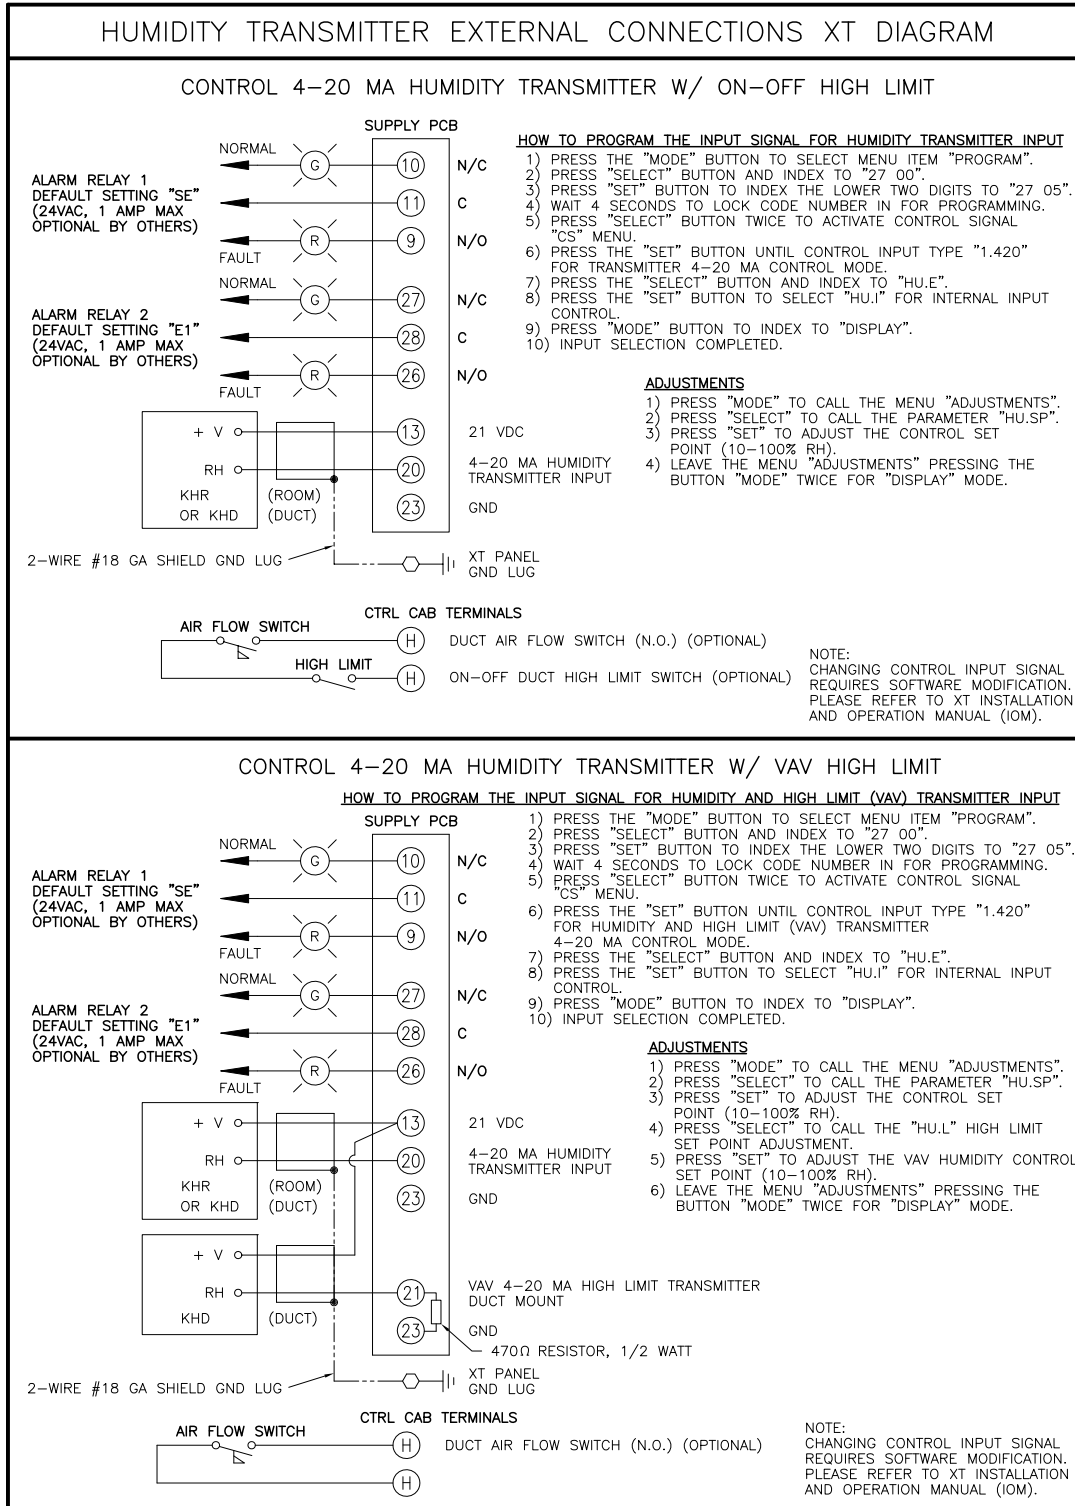 HUMIDITY TRANSMITTER EXTERNAL CONNECTIONS XT DIAGRAM
CONTROL 4-20 MA HUMIDITY TRANSMITTER W/ ON-OFF HIGH LIMIT
SUPPLY PCB
ALARM RELAY 1
DEFAULT SETTING "SE"
(24VAC, 1 AMP MAX
OPTIONAL BY OTHERS)
NORMAL
G
10
N/C
11
C
R
9
N/O
FAULT
ALARM RELAY 2
DEFAULT SETTING "E1"
(24VAC, 1 AMP MAX
OPTIONAL BY OTHERS)
NORMAL
G
27
N/C
28
C
R
26
N/O
FAULT
+ V
13
21 VDC
RH
20
4-20 MA HUMIDITY
TRANSMITTER INPUT
KHR
OR KHD
(ROOM)
(DUCT)
23
GND
2-WIRE #18 GA SHIELD GND LUG
XT PANEL
GND LUG
HOW TO PROGRAM THE INPUT SIGNAL FOR HUMIDITY TRANSMITTER INPUT
1) PRESS THE "MODE" BUTTON TO SELECT MENU ITEM "PROGRAM".
2) PRESS "SELECT" BUTTON AND INDEX TO "27 00".
3) PRESS "SET" BUTTON TO INDEX THE LOWER TWO DIGITS TO "27 05".
4) WAIT 4 SECONDS TO LOCK CODE NUMBER IN FOR PROGRAMMING.
5) PRESS "SELECT" BUTTON TWICE TO ACTIVATE CONTROL SIGNAL
"CS" MENU.
6) PRESS THE "SET" BUTTON UNTIL CONTROL INPUT TYPE "1.420"
FOR TRANSMITTER 4-20 MA CONTROL MODE.
7) PRESS THE "SELECT" BUTTON AND INDEX TO "HU.E".
8) PRESS THE "SET" BUTTON TO SELECT "HU.I" FOR INTERNAL INPUT
CONTROL.
9) PRESS "MODE" BUTTON TO INDEX TO "DISPLAY".
10) INPUT SELECTION COMPLETED.
ADJUSTMENTS
1) PRESS "MODE" TO CALL THE MENU "ADJUSTMENTS".
2) PRESS "SELECT" TO CALL THE PARAMETER "HU.SP".
3) PRESS "SET" TO ADJUST THE CONTROL SET
POINT (10-100% RH).
4) LEAVE THE MENU "ADJUSTMENTS" PRESSING THE
BUTTON "MODE" TWICE FOR "DISPLAY" MODE.
CTRL CAB TERMINALS
AIR FLOW SWITCH
H
DUCT AIR FLOW SWITCH (N.O.) (OPTIONAL)
HIGH LIMIT
H
ON-OFF DUCT HIGH LIMIT SWITCH (OPTIONAL)
NOTE:
CHANGING CONTROL INPUT SIGNAL
REQUIRES SOFTWARE MODIFICATION.
PLEASE REFER TO XT INSTALLATION
AND OPERATION MANUAL (IOM).
CONTROL 4-20 MA HUMIDITY TRANSMITTER W/ VAV HIGH LIMIT
HOW TO PROGRAM THE INPUT SIGNAL FOR HUMIDITY AND HIGH LIMIT (VAV) TRANSMITTER INPUT
1) PRESS THE "MODE" BUTTON TO SELECT MENU ITEM "PROGRAM".
2) PRESS "SELECT" BUTTON AND INDEX TO "27 00".
3) PRESS "SET" BUTTON TO INDEX THE LOWER TWO DIGITS TO "27 05".
4) WAIT 4 SECONDS TO LOCK CODE NUMBER IN FOR PROGRAMMING.
5) PRESS "SELECT" BUTTON TWICE TO ACTIVATE CONTROL SIGNAL
"CS" MENU.
6) PRESS THE "SET" BUTTON UNTIL CONTROL INPUT TYPE "1.420"
FOR HUMIDITY AND HIGH LIMIT (VAV) TRANSMITTER
4-20 MA CONTROL MODE.
7) PRESS THE "SELECT" BUTTON AND INDEX TO "HU.E".
8) PRESS THE "SET" BUTTON TO SELECT "HU.I" FOR INTERNAL INPUT
CONTROL.
9) PRESS "MODE" BUTTON TO INDEX TO "DISPLAY".
10) INPUT SELECTION COMPLETED.
ADJUSTMENTS
1) PRESS "MODE" TO CALL THE MENU "ADJUSTMENTS".
2) PRESS "SELECT" TO CALL THE PARAMETER "HU.SP".
3) PRESS "SET" TO ADJUST THE CONTROL SET
POINT (10-100% RH).
4) PRESS "SELECT" TO CALL THE "HU.L" HIGH LIMIT
SET POINT ADJUSTMENT.
5) PRESS "SET" TO ADJUST THE VAV HUMIDITY CONTROL
SET POINT (10-100% RH).
6) LEAVE THE MENU "ADJUSTMENTS" PRESSING THE
BUTTON "MODE" TWICE FOR "DISPLAY" MODE.
SUPPLY PCB
ALARM RELAY 1
DEFAULT SETTING "SE"
(24VAC, 1 AMP MAX
OPTIONAL BY OTHERS)
NORMAL
G
10
N/C
11
C
R
9
N/O
FAULT
ALARM RELAY 2
DEFAULT SETTING "E1"
(24VAC, 1 AMP MAX
OPTIONAL BY OTHERS)
NORMAL
G
27
N/C
28
C
R
26
N/O
FAULT
+ V
13
21 VDC
RH
20
4-20 MA HUMIDITY
TRANSMITTER INPUT
KHR
OR KHD
(ROOM)
(DUCT)
23
GND
+ V
RH
21
VAV 4-20 MA HIGH LIMIT TRANSMITTER
DUCT MOUNT
KHD
(DUCT)
23
GND
470Ω RESISTOR, 1/2 WATT
2-WIRE #18 GA SHIELD GND LUG
XT PANEL
GND LUG
CTRL CAB TERMINALS
AIR FLOW SWITCH
H
DUCT AIR FLOW SWITCH (N.O.) (OPTIONAL)
H
NOTE:
CHANGING CONTROL INPUT SIGNAL
REQUIRES SOFTWARE MODIFICATION.
PLEASE REFER TO XT INSTALLATION
AND OPERATION MANUAL (IOM).